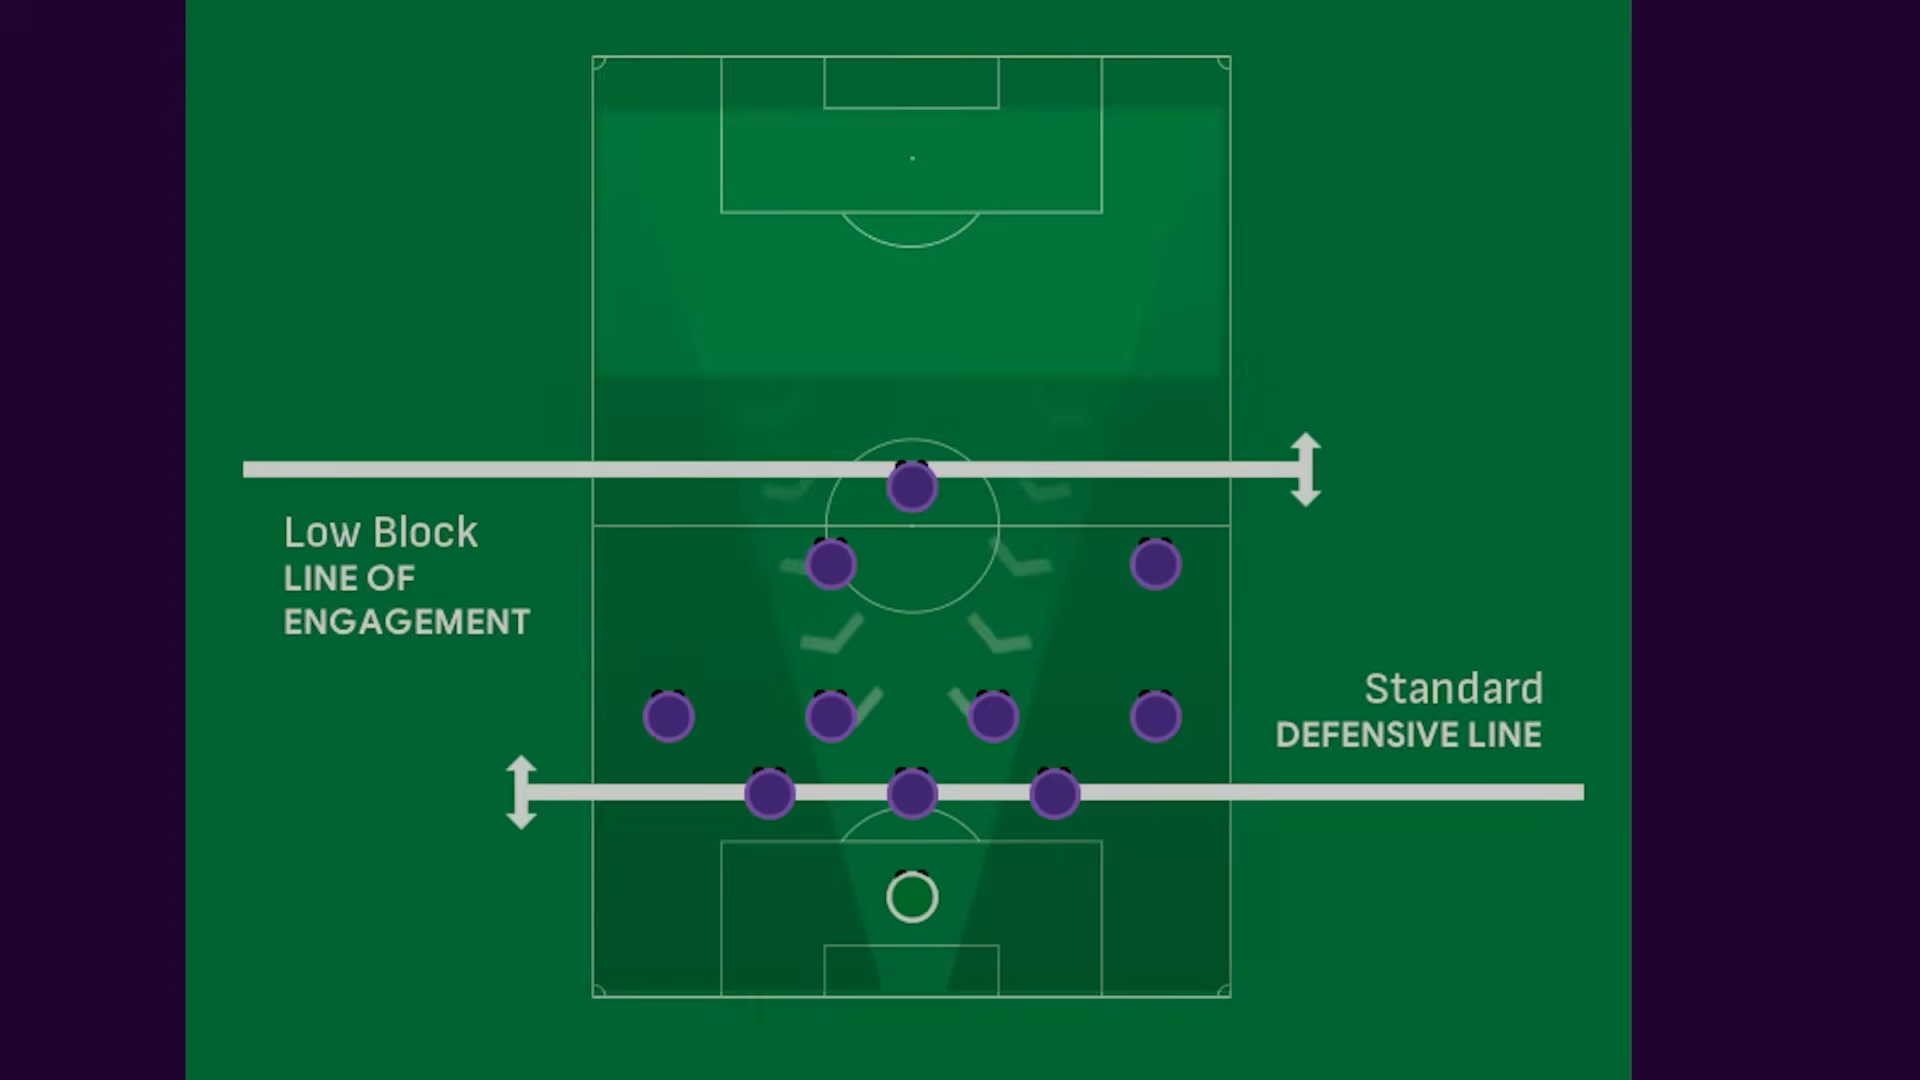 Low Block
LINE OF
ENGAGEMENT
Standard
DEFENSIVE LINE